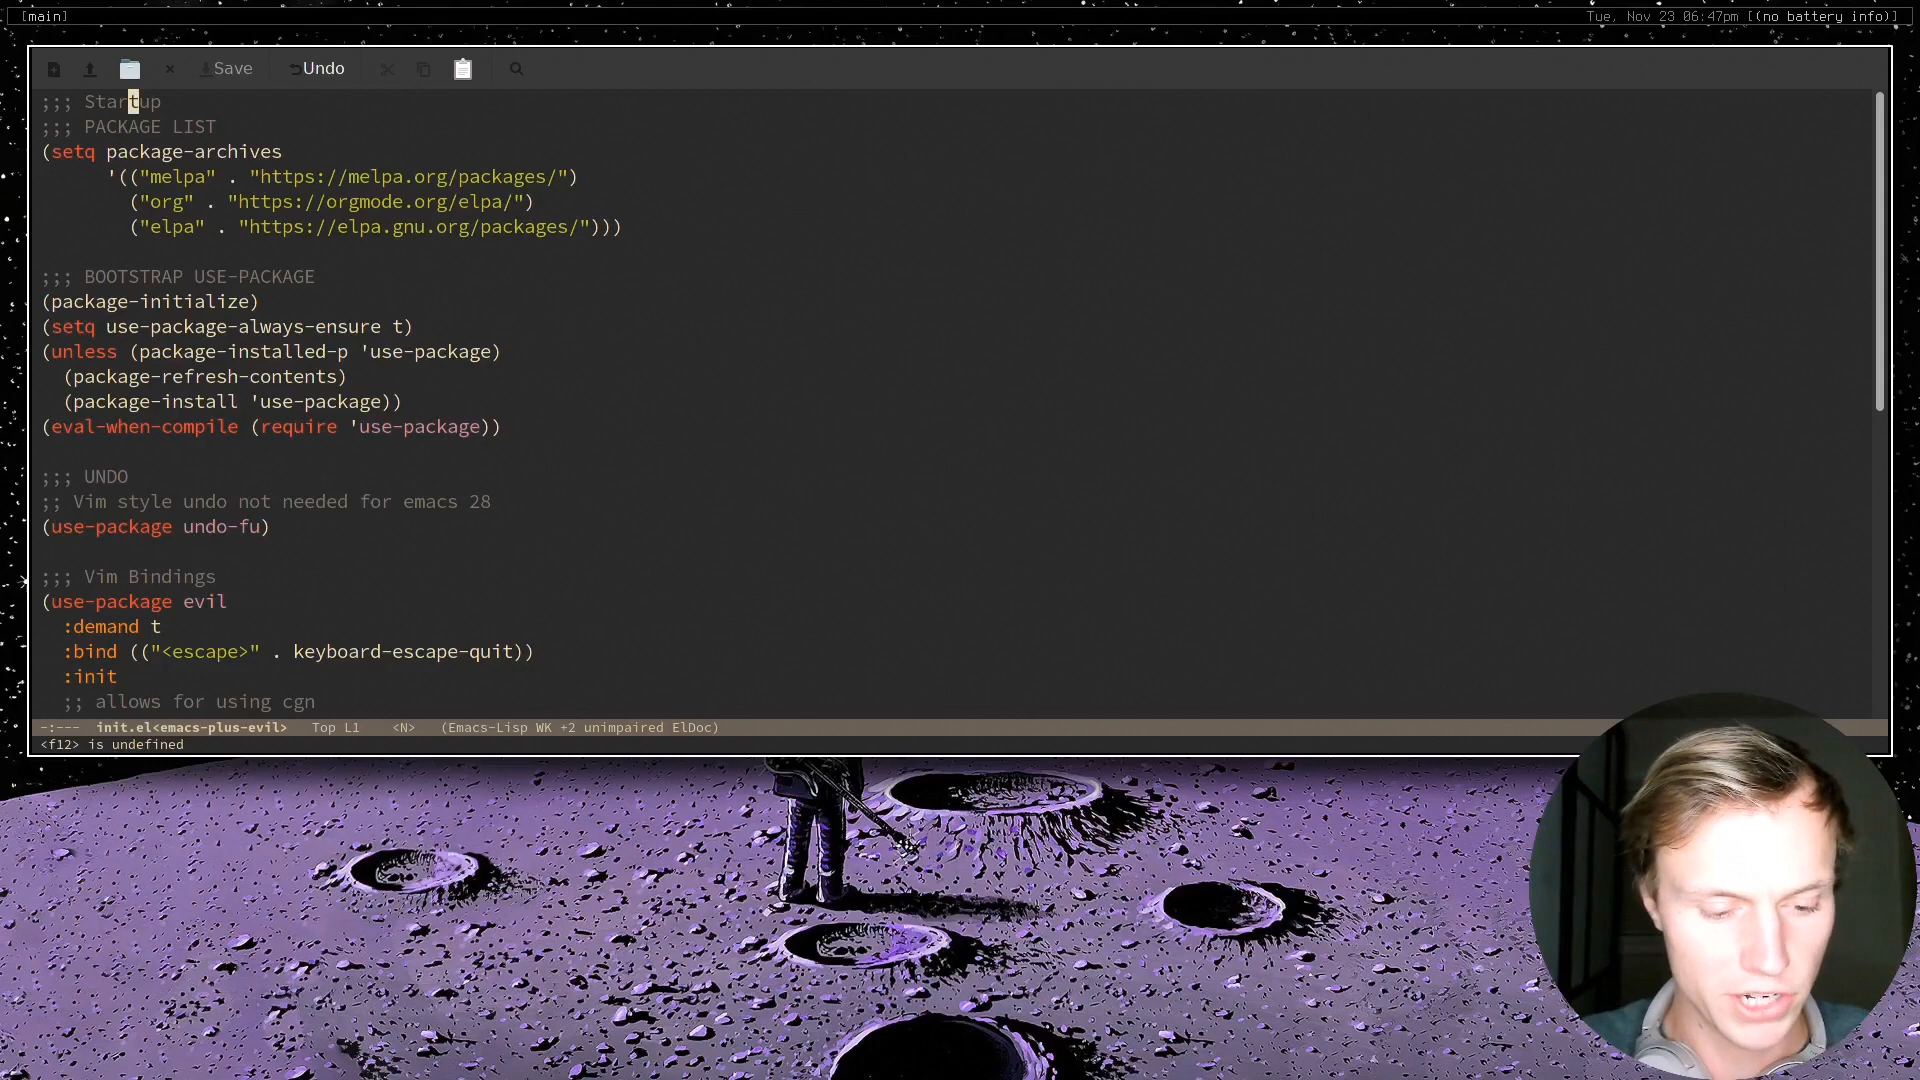 [main]
Tue, Nov 23 06:47pm [(no battery info)]
Save Undo
;;; Startup
;;; PACKAGE LIST
(setq package-archives
'(("melpa" . "https://melpa.org/packages/")
("org" . "https://orgmode.org/elpa/")
("elpa" . "https://elpa.gnu.org/packages/")))
;;; BOOTSTRAP USE-PACKAGE
(package-initialize)
(setq use-package-always-ensure t)
(unless (package-installed-p 'use-package)
(package-refresh-contents)
(package-install 'use-package))
(eval-when-compile (require 'use-package))
;;; UNDO
;; Vim style undo not needed for emacs 28
(use-package undo-fu)
;;; Vim Bindings
(use-package evil
:demand t
:bind (("<escape>" . keyboard-escape-quit))
:init
;; allows for using cgn
-:--- init.el<emacs-plus-evil> Top L1 <N> (Emacs-Lisp WK +2 unimpaired ElDoc)
<f12> is undefined